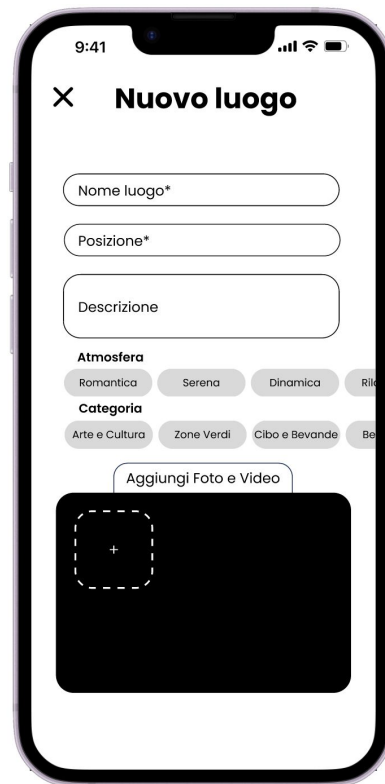 9:41
Nuovo luogo
Nome luogo*
Posizione*
Descrizione
Atmosfera
Romantica Serena Dinamica
Categoria
Arte e Cultura Zone Verdi Cibo e Bevande
Aggiungi Foto e Video
+